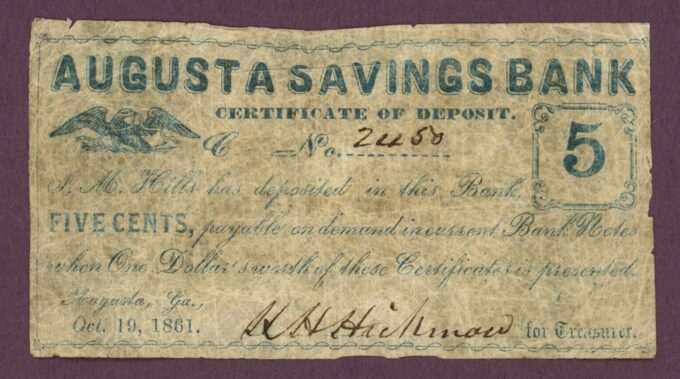 AUGUSTA SAVINGS BANK
CERTIFICATE OF DEPOSIT.
C No. 2450
5
J. M. Hills has deposited in this Bank,
FIVE CENTS, payable on demand in current Bank Notes
when One Dollar's worth of these Certificates is presented.
Augusta, Ga.,
Oct. 19, 1861. H H Hickman for Treasurer.